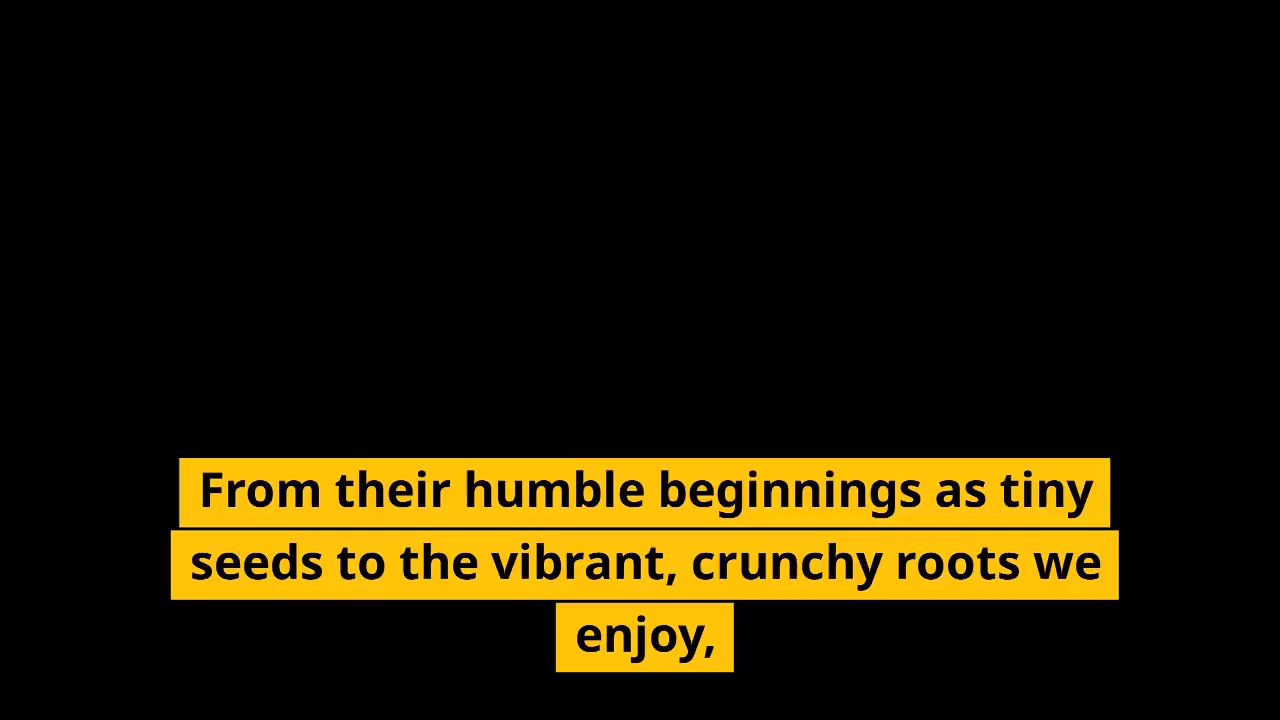 From their humble beginnings as tiny
seeds to the vibrant, crunchy roots we
enjoy,